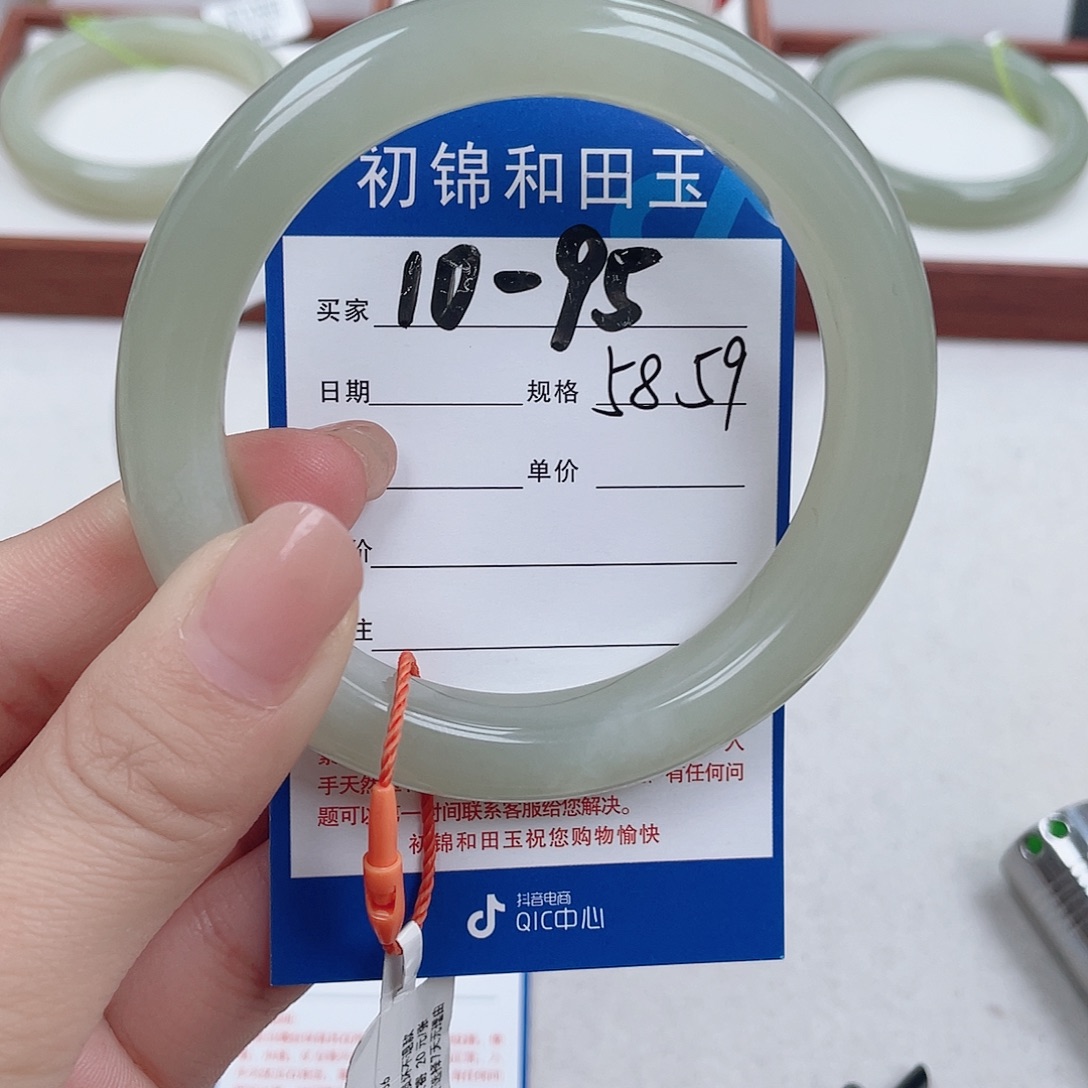 初锦和田玉
买家 10-95
日期 规格 58.59
单价
价
注
手天然 有任何问
题可以 一时间联系客服给您解决。
初锦和田玉祝您购物愉快
抖音电商
QIC中心